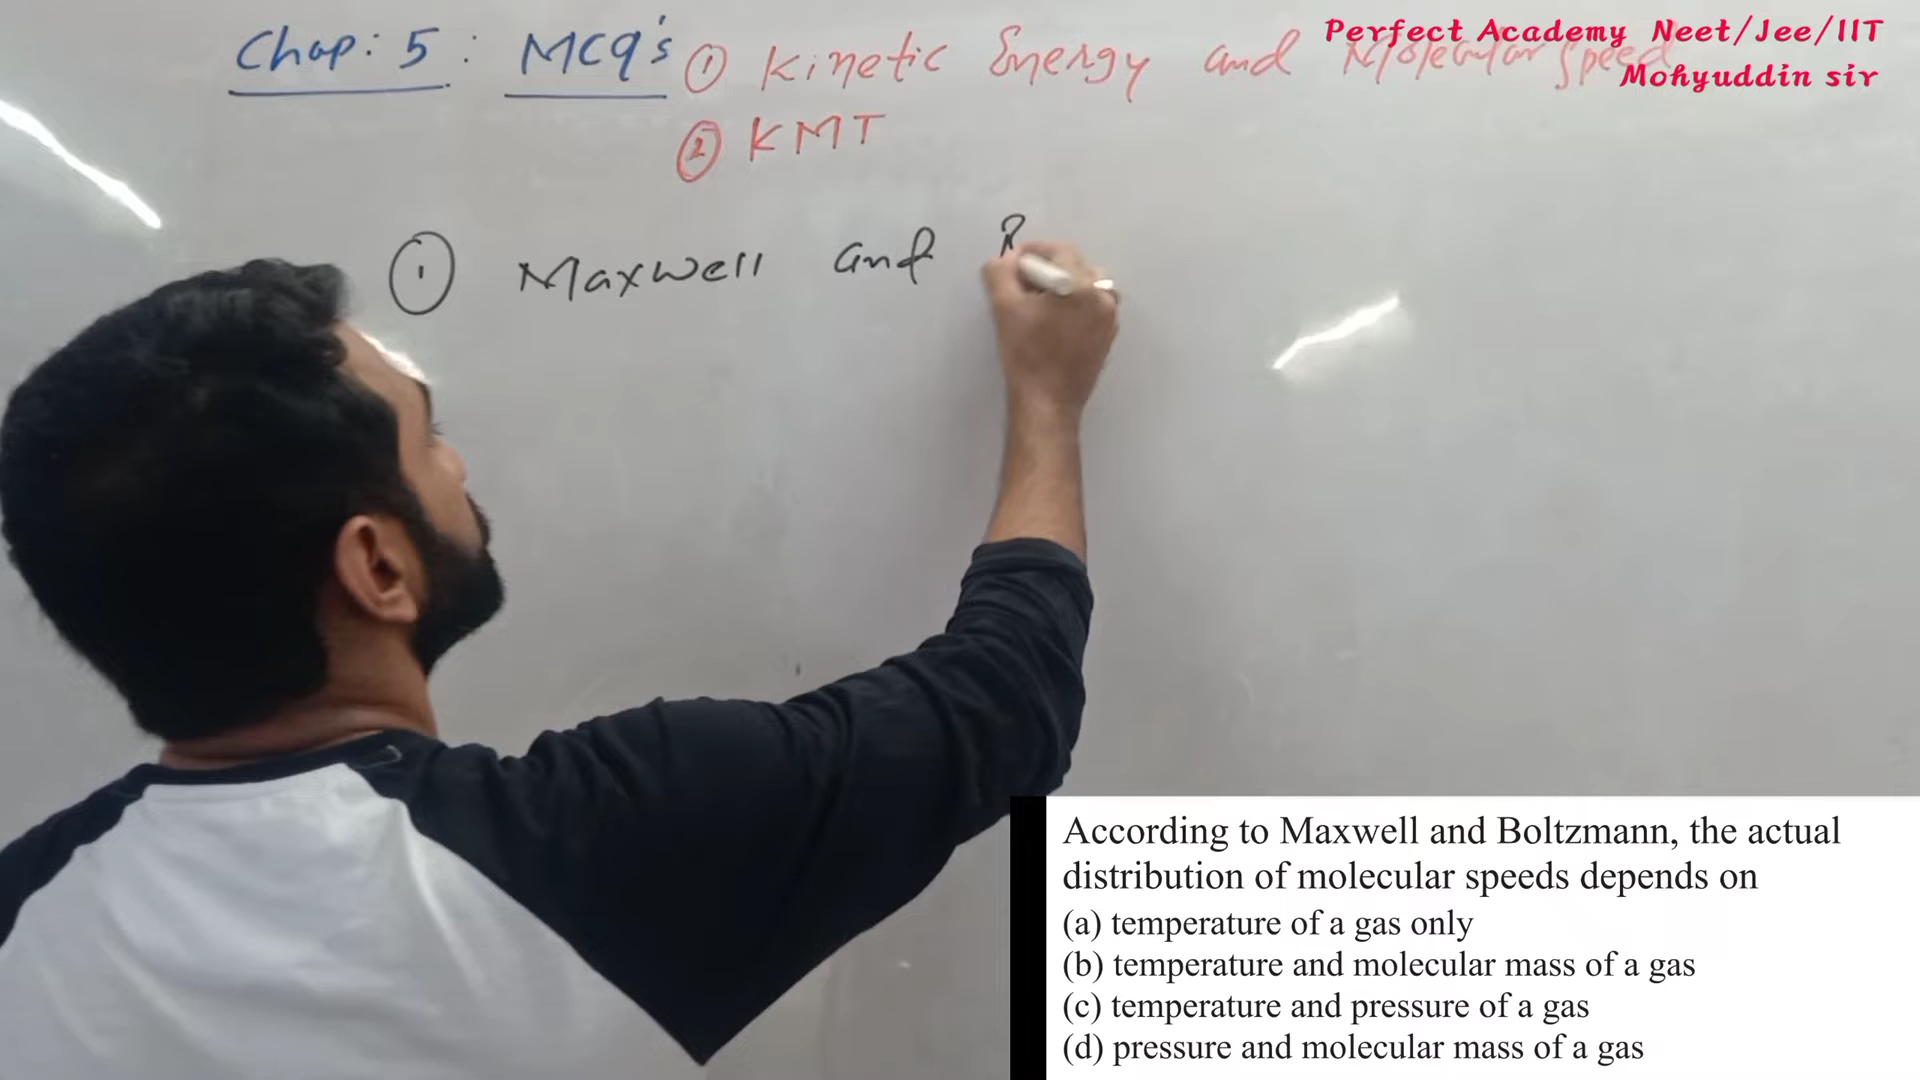 Chap: 5 : MCQ's ① Kinetic Energy and Molecular Speed
Perfect Academy Neet/Jee/IIT
Mohyuddin sir
② KMT
① Maxwell and B
According to Maxwell and Boltzmann, the actual
distribution of molecular speeds depends on
(a) temperature of a gas only
(b) temperature and molecular mass of a gas
(c) temperature and pressure of a gas
(d) pressure and molecular mass of a gas